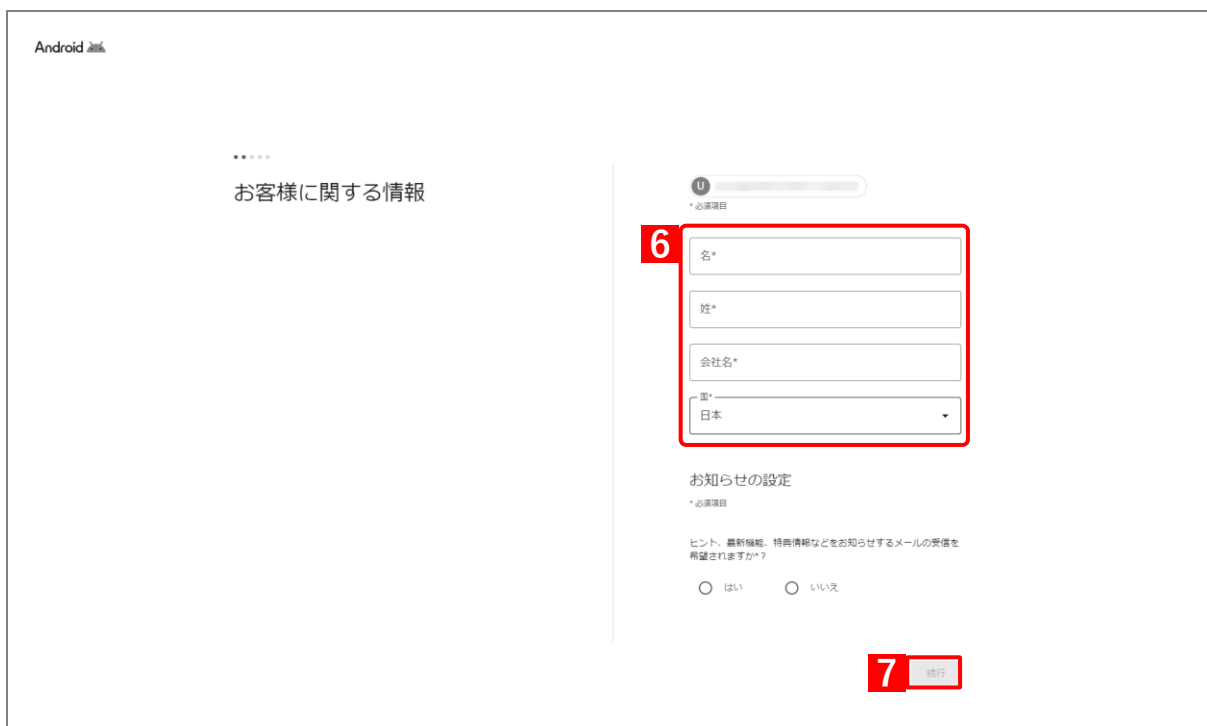 Android
お客様に関する情報
U
* 必須項目
6
名*
姓*
会社名*
国*
日本
お知らせの設定
* 必須項目
ヒント、最新機能、特典情報などをお知らせするメールの受信を
希望されますか*?
はい いいえ
7 続行